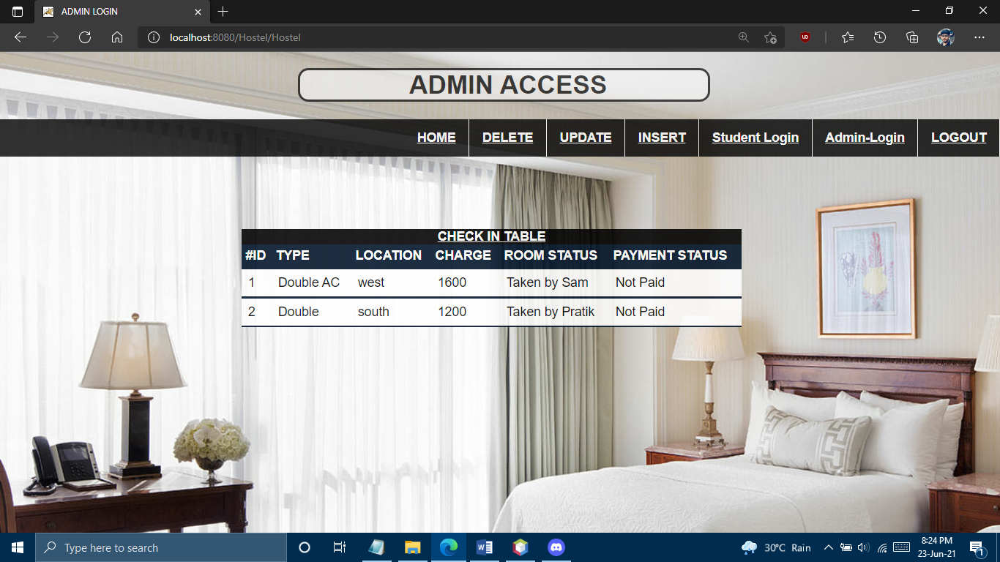 ADMIN LOGIN
localhost:8080/Hostel/Hostel
ADMIN ACCESS
HOME DELETE UPDATE INSERT Student Login Admin-Login LOGOUT
CHECK IN TABLE
#ID TYPE LOCATION CHARGE ROOM STATUS PAYMENT STATUS
1 Double AC west 1600 Taken by Sam Not Paid
2 Double south 1200 Taken by Pratik Not Paid
Type here to search
30°C Rain
8:24 PM
23-Jun-21
1